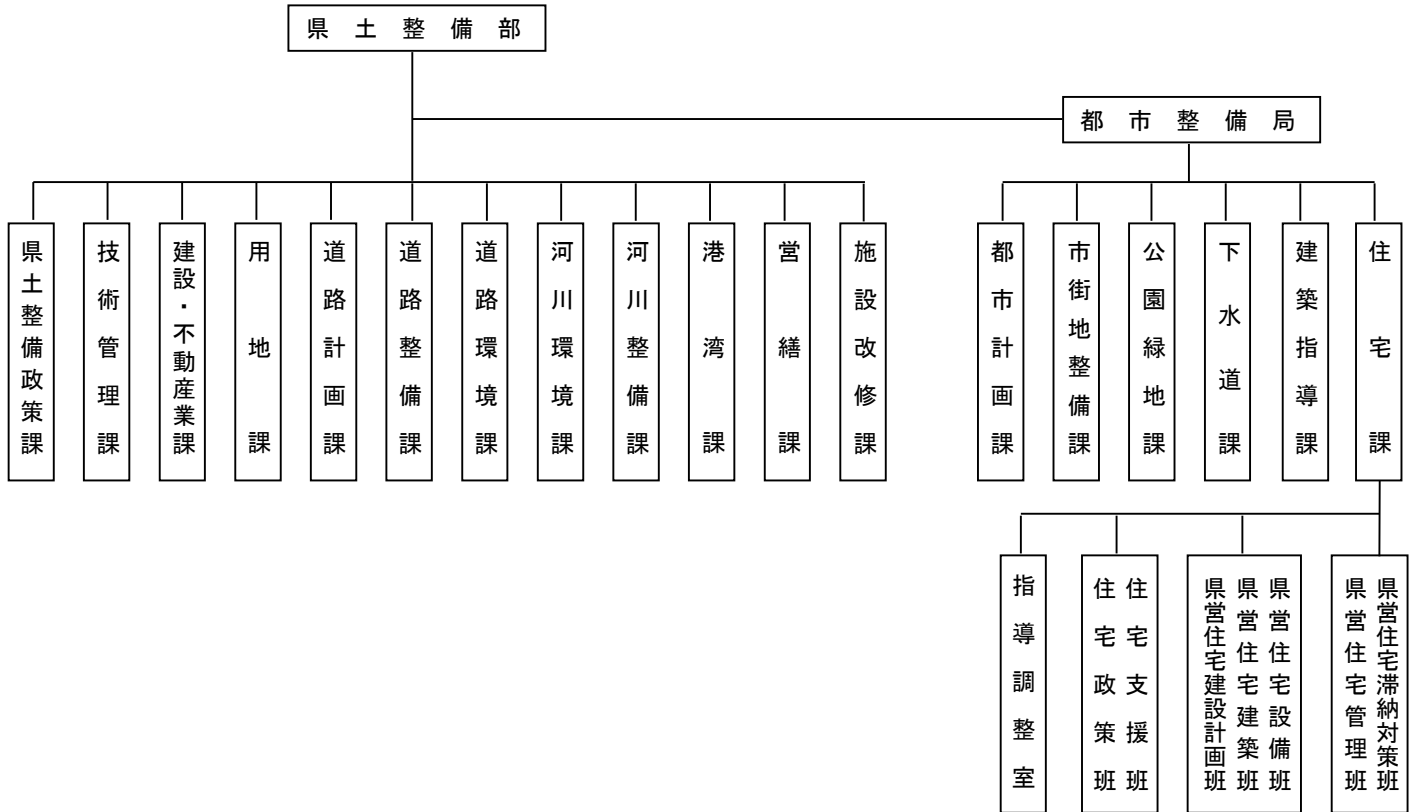 県土整備部
都市整備局
県土整備政策課
技術管理課
建設・不動産業課
用地課
道路計画課
道路整備課
道路環境課
河川環境課
河川整備課
港湾課
営繕課
施設改修課
都市計画課
市街地整備課
公園緑地課
下水道課
建築指導課
住宅課
指導調整室
住宅支援班
住宅政策班
県営住宅設備班
県営住宅建築班
県営住宅建設計画班
県営住宅滞納対策班
県営住宅管理班